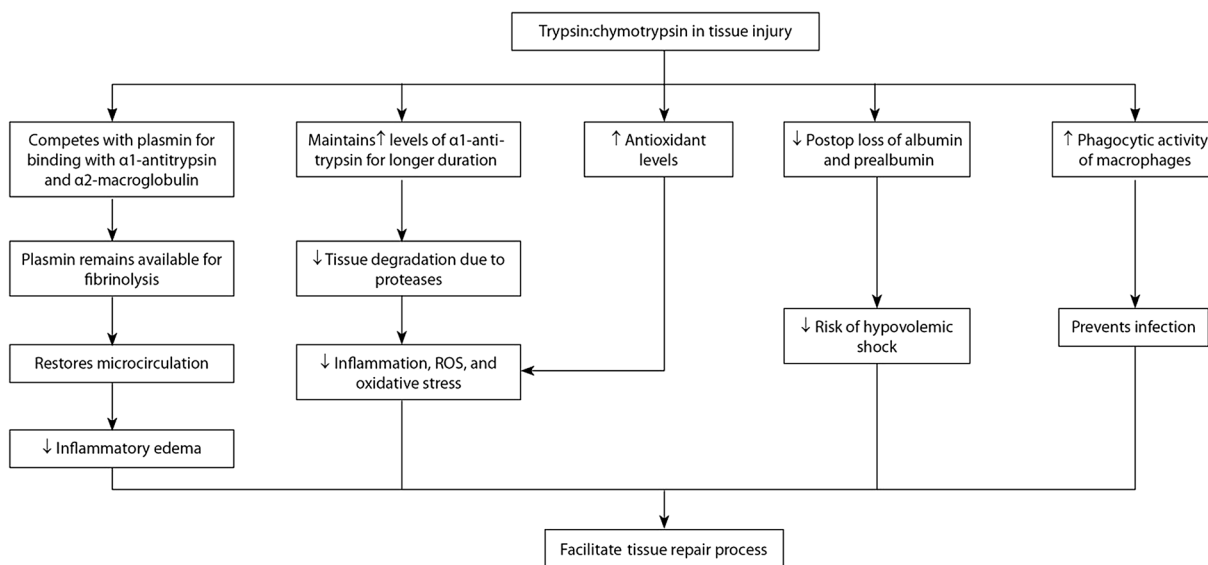 Trypsin:chymotrypsin in tissue injury
Competes with plasmin for
binding with α1-antitrypsin
and α2-macroglobulin
Maintains↑ levels of α1-anti-
trypsin for longer duration
↑ Antioxidant
levels
↓ Postop loss of albumin
and prealbumin
↑ Phagocytic activity
of macrophages
Plasmin remains available for
fibrinolysis
↓ Tissue degradation due to
proteases
Restores microcirculation
↓ Inflammation, ROS, and
oxidative stress
↓ Risk of hypovolemic
shock
Prevents infection
↓ Inflammatory edema
Facilitate tissue repair process